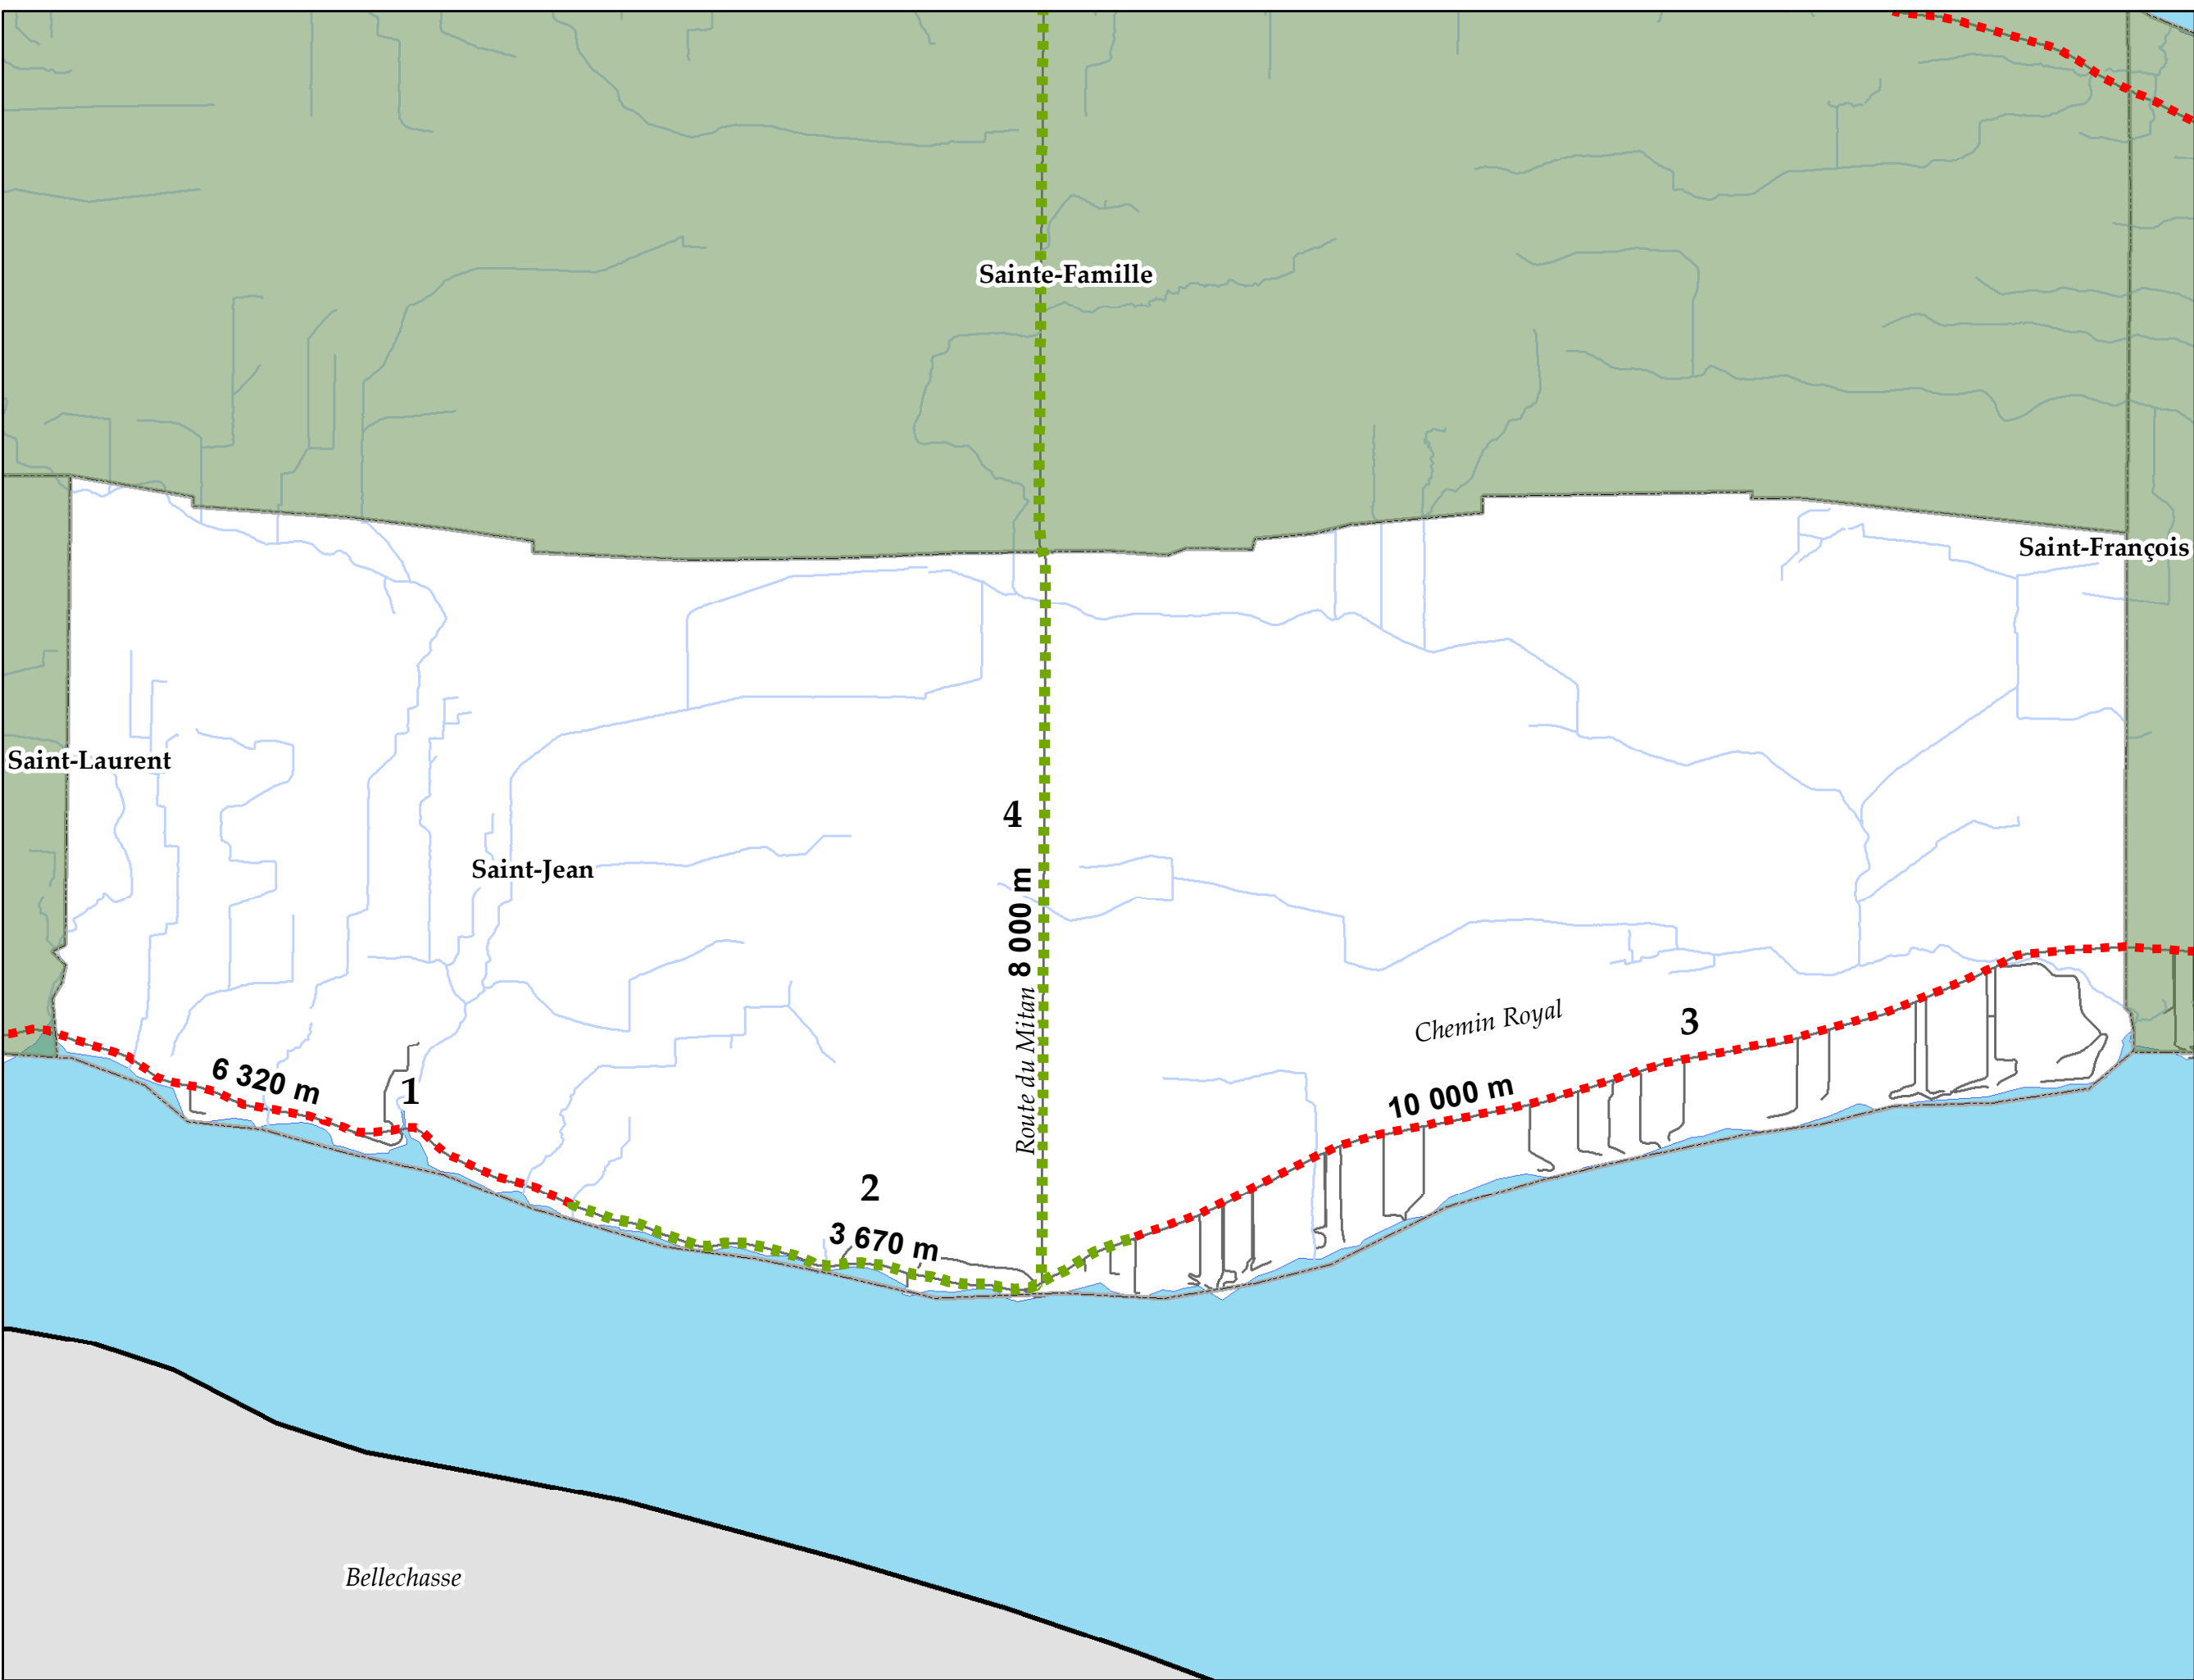 Sainte-Famille
Saint-François
Saint-Laurent
4
Saint-Jean
Route du Mitan 8 000 m
Chemin Royal
3
6 320 m
1
10 000 m
2
3 670 m
Bellechasse